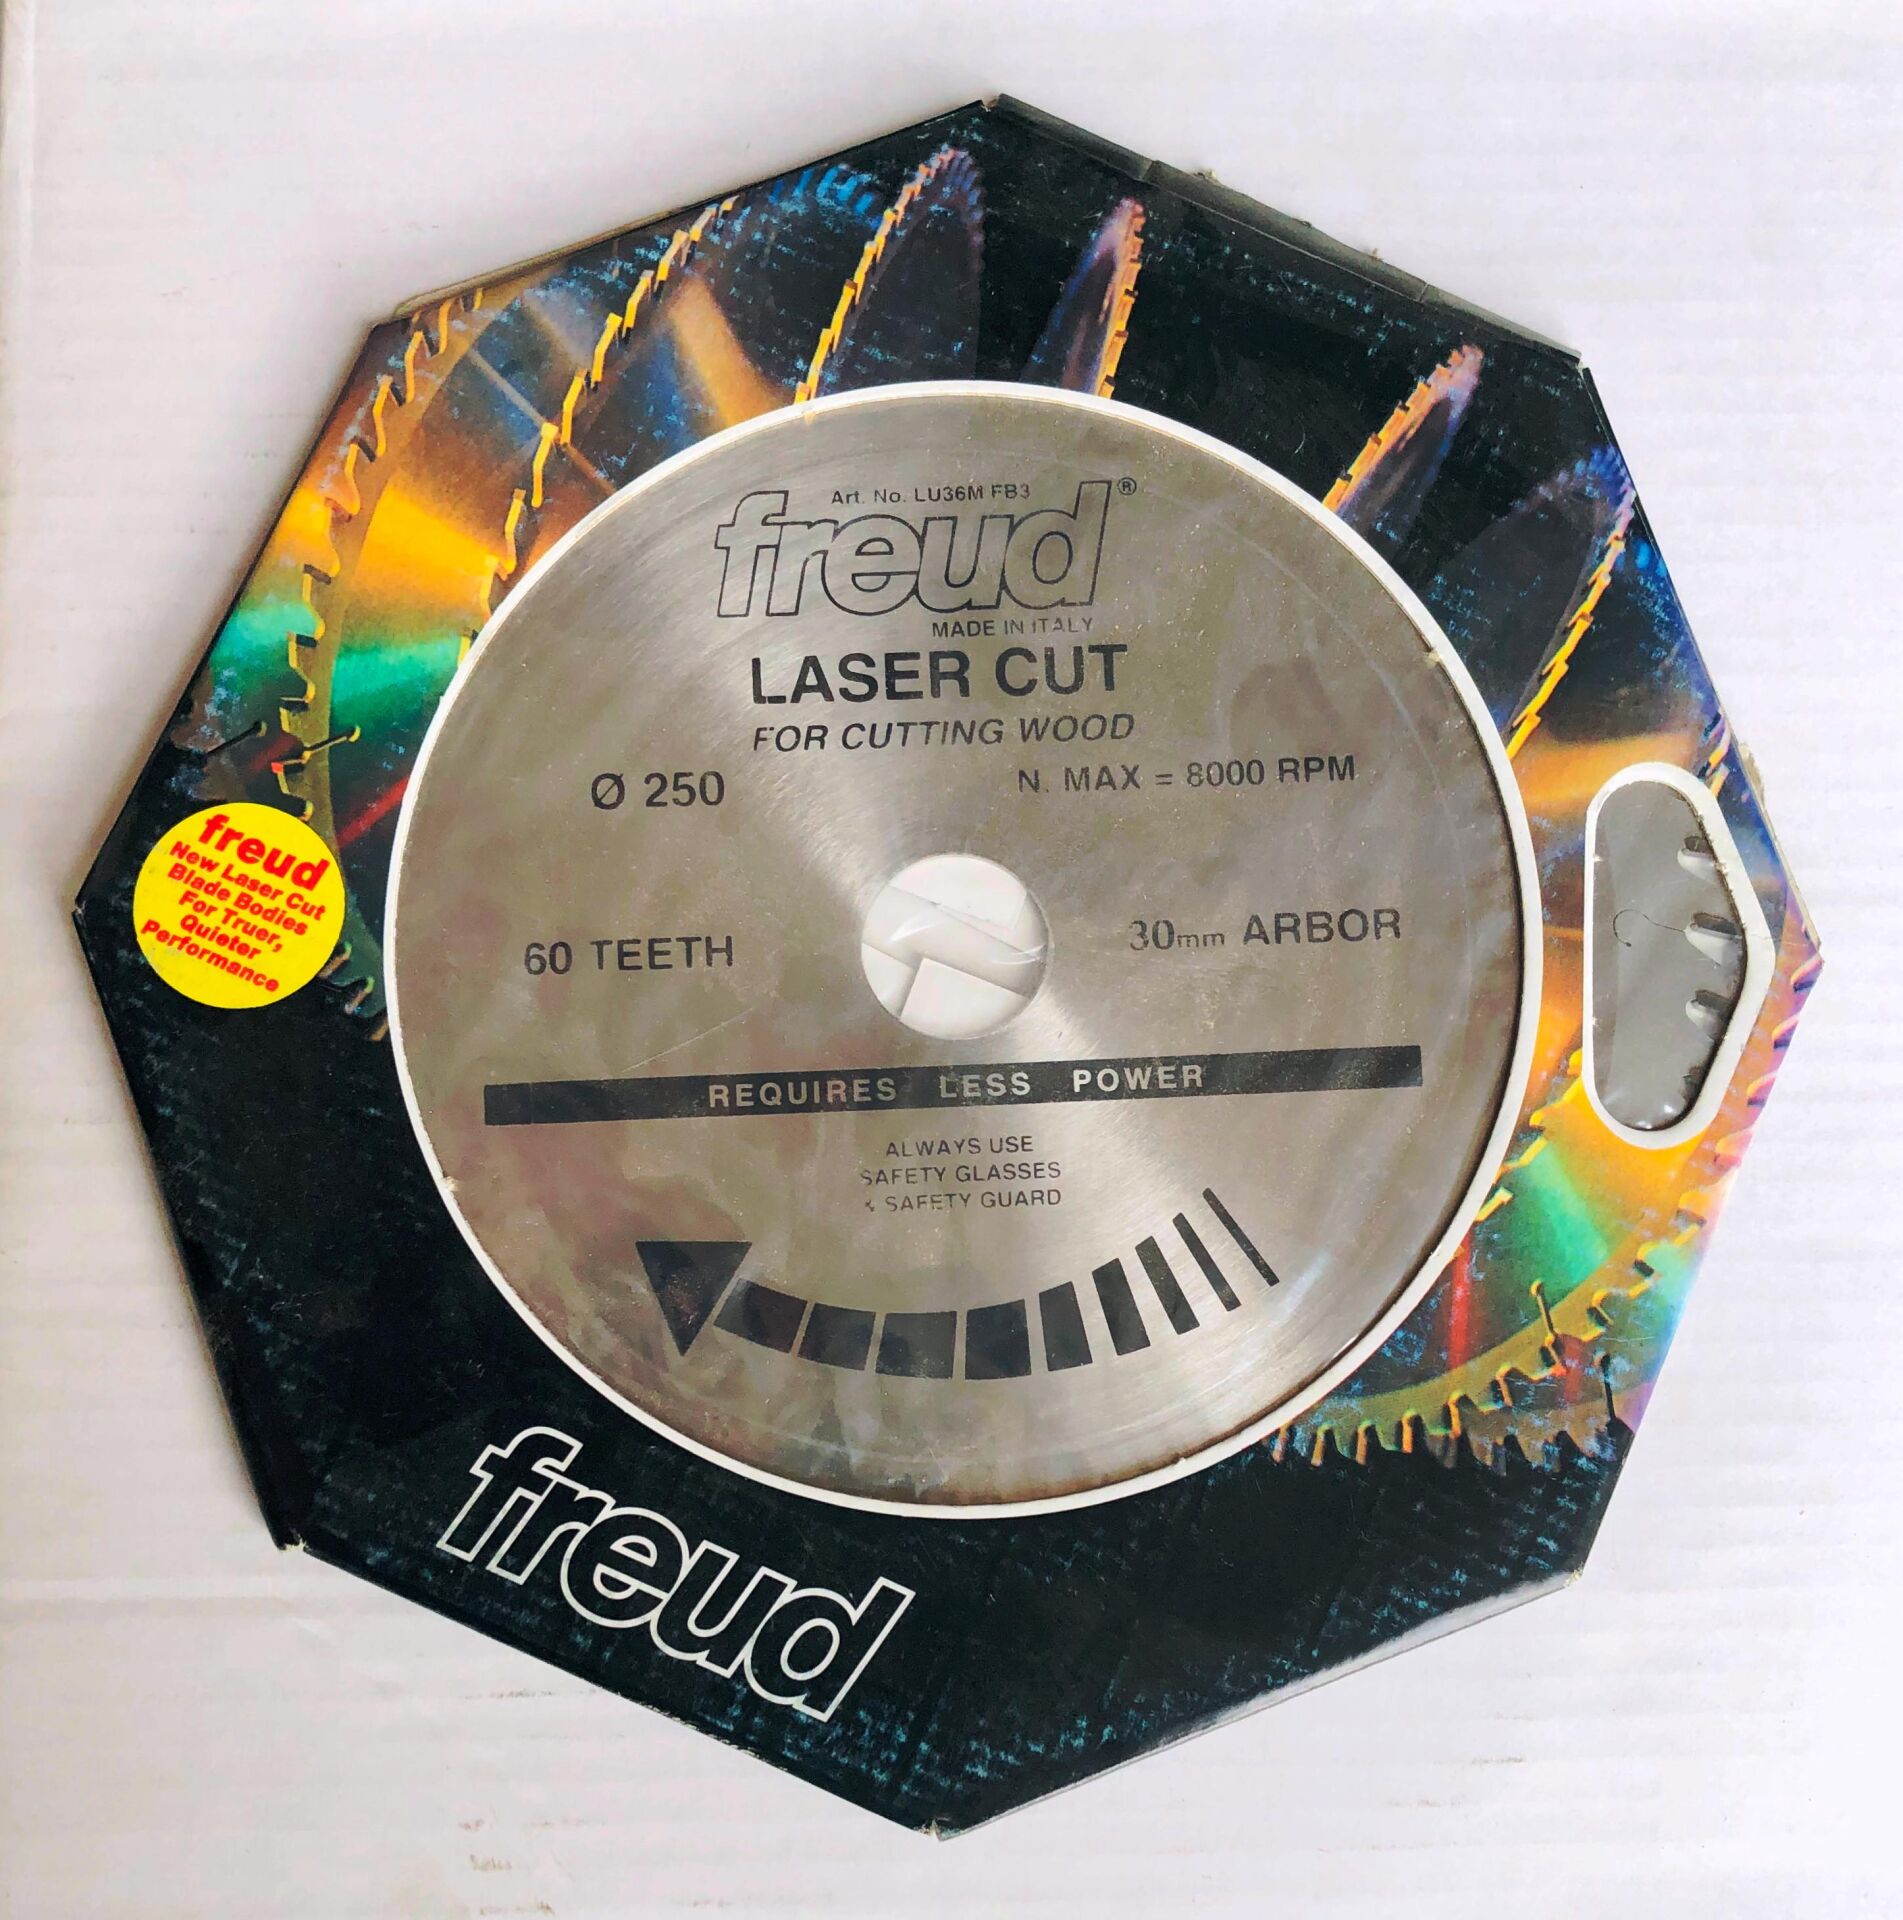 Art. No. LU36M FB3
freud®
MADE IN ITALY
LASER CUT
FOR CUTTING WOOD
Ø 250
N. MAX = 8000 RPM
60 TEETH
30mm ARBOR
REQUIRES LESS POWER
ALWAYS USE
SAFETY GLASSES
& SAFETY GUARD
freud
New Laser Cut
Blade Bodies
For Truer,
Quieter
Performance
freud